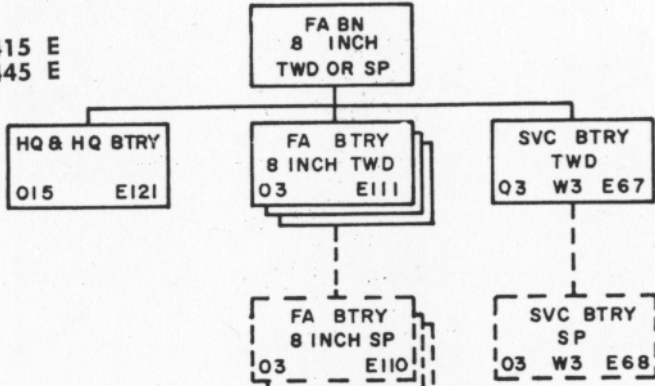 415 E
445 E
FA BN
8 INCH
TWD OR SP
HQ & HQ BTRY
O15 E121
FA BTRY
8 INCH TWD
O3 E111
SVC BTRY
TWD
O3 W3 E67
FA BTRY
8 INCH SP
O3 E110
SVC BTRY
SP
O3 W3 E68